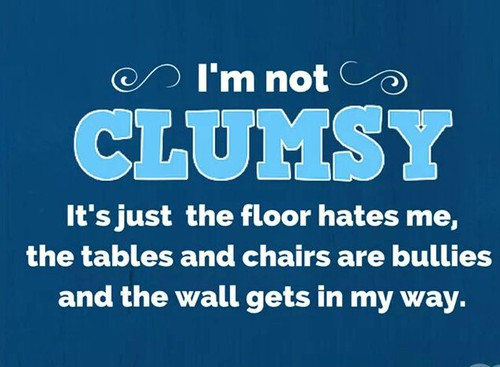 I'm not
CLUMSY
It's just the floor hates me,
the tables and chairs are bullies
and the wall gets in my way.